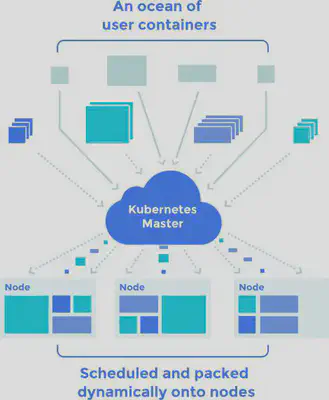 An ocean of
user containers
Kubernetes
Master
Node
Node
Node
Scheduled and packed
dynamically onto nodes